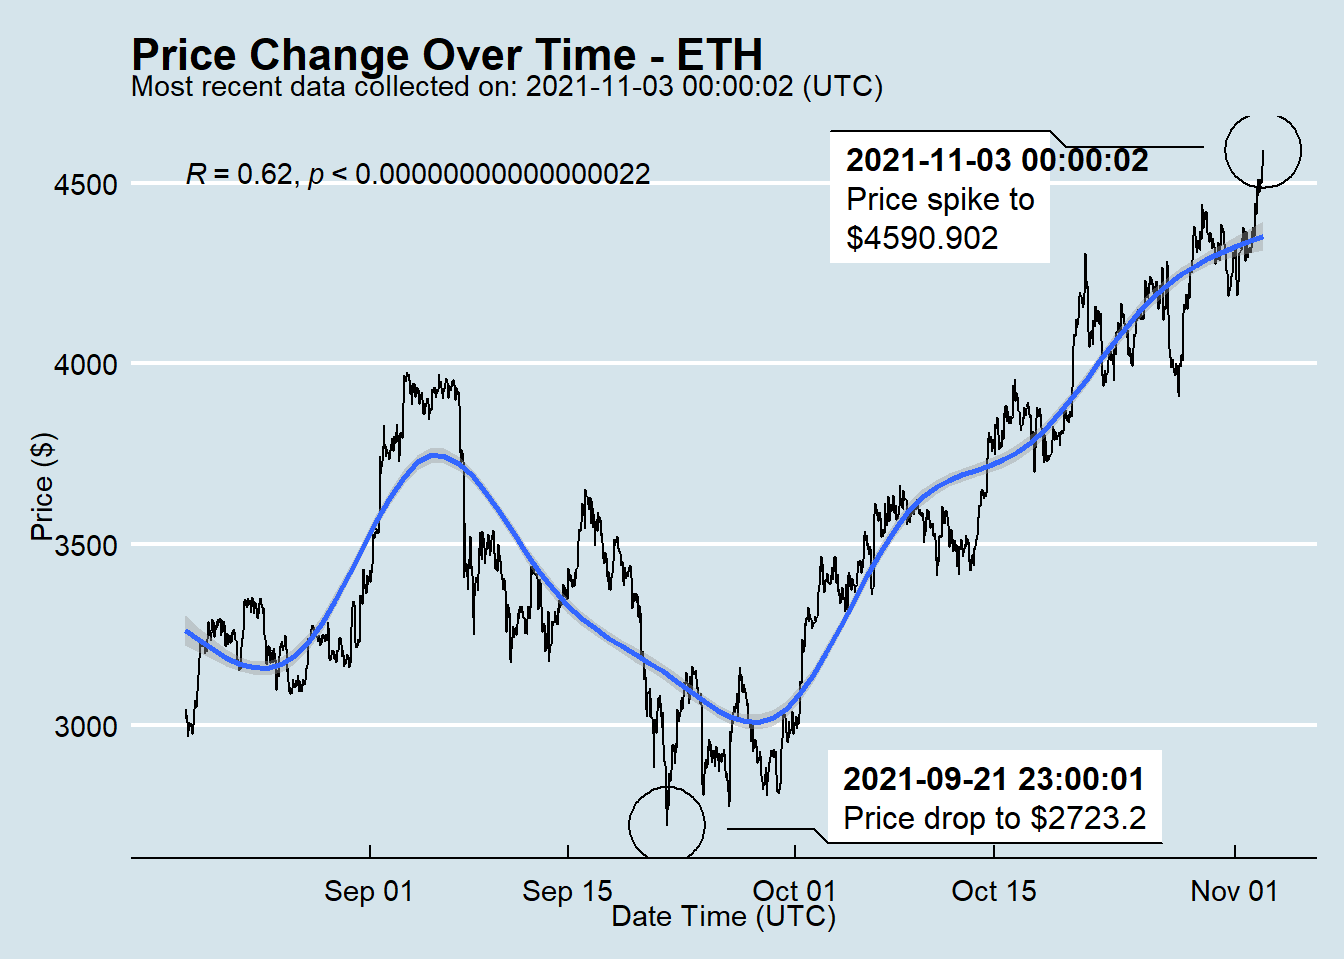 Price Change Over Time - ETH
Most recent data collected on: 2021-11-03 00:00:02 (UTC)
R = 0.62, p < 0.00000000000000022
2021-11-03 00:00:02
Price spike to
$4590.902
4500
4000
3500
3000
Price ($)
2021-09-21 23:00:01
Price drop to $2723.2
Sep 01
Sep 15
Oct 01
Oct 15
Nov 01
Date Time (UTC)